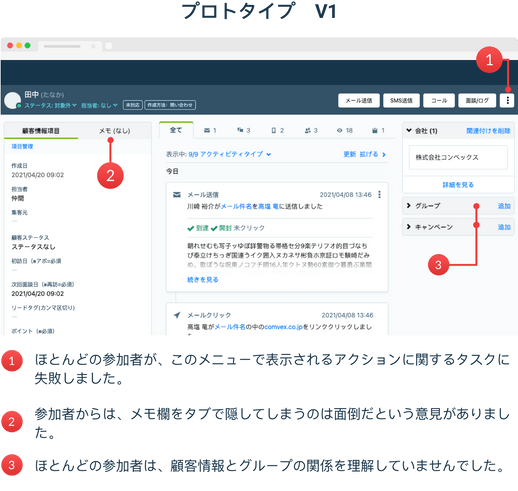 プロトタイプ V1
1
田中 (たなか)
ステータス: 対象外 担当者: なし 未対応 作成方法: 問い合わせ
メール送信 SMS送信 コール 面談/ログ
顧客情報項目 メモ (なし)
2
項目管理
作成日
2021/04/20 09:02
担当者
仲間
集客元
顧客ステータス
ステータスなし
初訪日 (※アポの必須
次回面談日 (※再訪の必須)
2021/04/20 09:02
リードタグ(カンマ区切り)
ポイント (※必須)
全て 1 3 2 3 18 1
表示中: 9/9 アクティビティタイプ 更新 拡げる
今日
メール送信 2021/04/08 13:46
川崎 裕介がメール件名を高塩 竜に送信しました
到達 開封 未クリック
続きを見る
メールクリック 2021/04/08 13:46
高塩 竜がメール件名の中のcomvex.co.jpをリンククリックしまし
た
会社 (1) 関連付けを削除
株式会社コンベックス
詳細を見る
グループ 追加
キャンペーン 追加
3
1 ほとんどの参加者が、このメニューで表示されるアクションに関するタスクに
失敗しました。
2 参加者からは、メモ欄をタブで隠してしまうのは面倒だという意見がありまし
た。
3 ほとんどの参加者は、顧客情報とグループの関係を理解していませんでした。